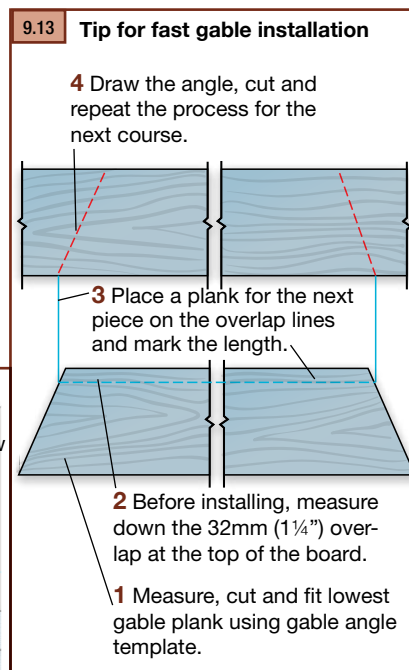 9.13 Tip for fast gable installation
4 Draw the angle, cut and
repeat the process for the
next course.
3 Place a plank for the next
piece on the overlap lines
and mark the length.
2 Before installing, measure
down the 32mm (1¼”) over-
lap at the top of the board.
1 Measure, cut and fit lowest
gable plank using gable angle
template.